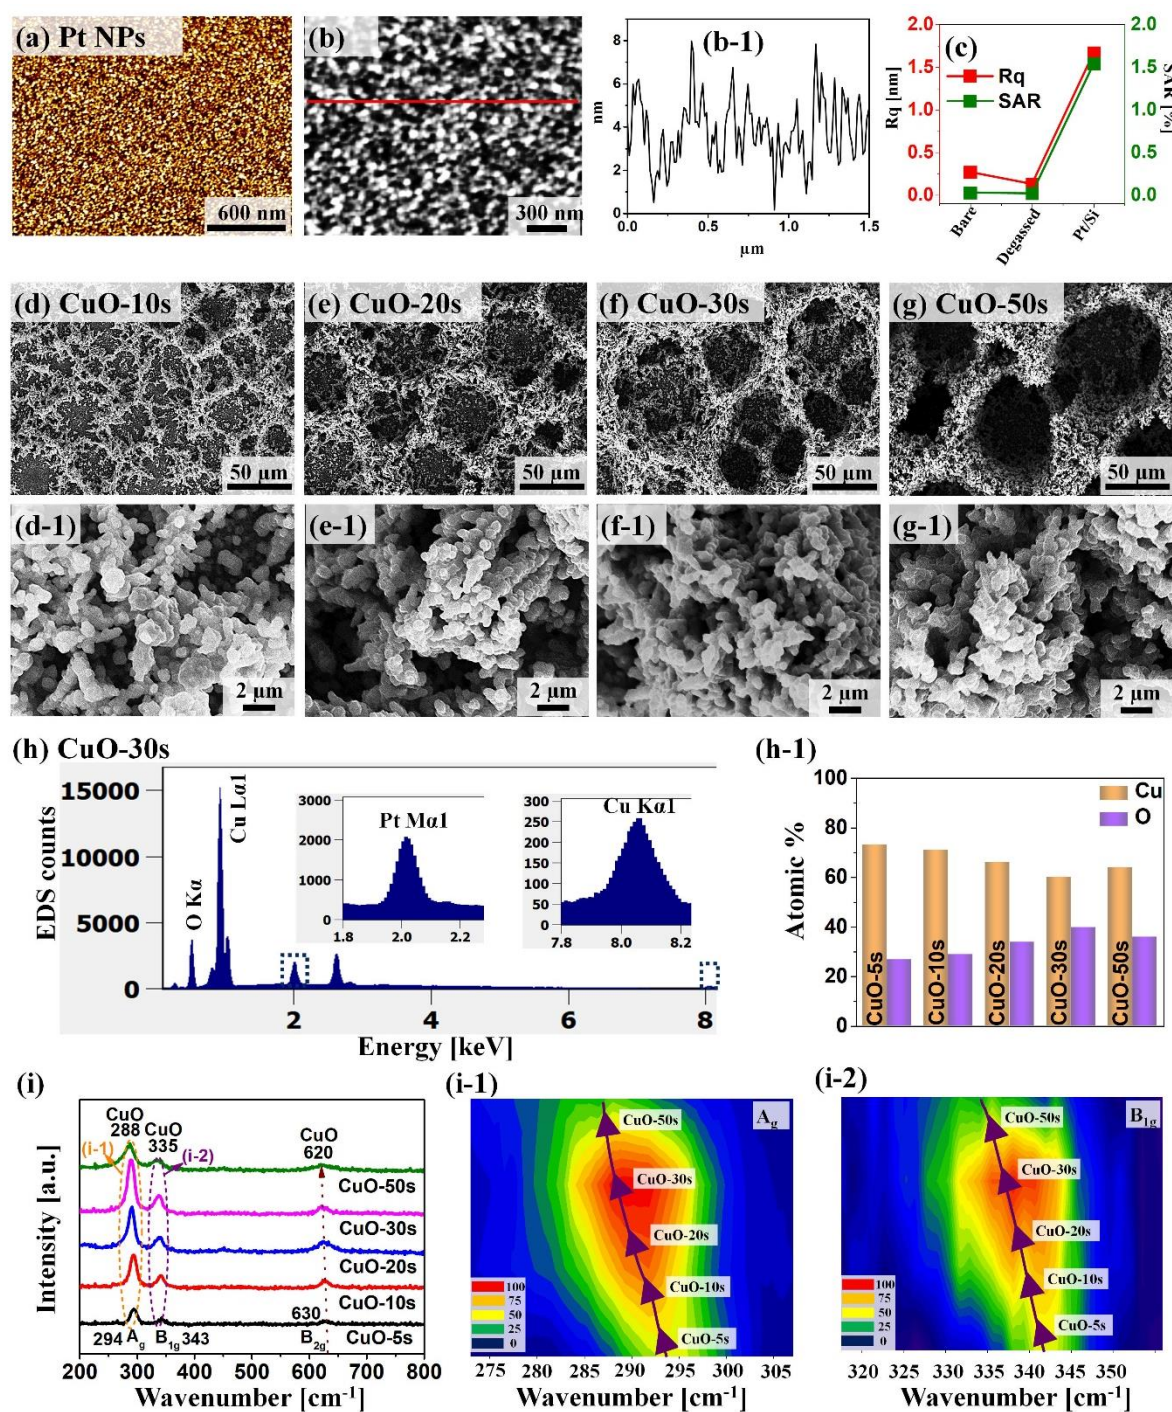 (a) Pt NPs
600 nm
(b)
300 nm
(b-1)
nm
8
6
4
2
0
0.0 0.5 1.0 1.5
µm
(c)
Rq
SAR
Rq [nm]
2.0
1.5
1.0
0.5
0.0
SAR [%]
2.0
1.5
1.0
0.5
0.0
Bare
Degassed
Pt/Si
(d) CuO-10s
50 µm
(e) CuO-20s
50 µm
(f) CuO-30s
50 µm
(g) CuO-50s
50 µm
(d-1)
2 µm
(e-1)
2 µm
(f-1)
2 µm
(g-1)
2 µm
(h) CuO-30s
EDS counts
15000
10000
5000
0
O Kα
Cu Lα1
Pt Mα1
3000
2000
1000
0
1.8 2.0 2.2
Cu Kα1
300
250
200
150
100
50
0
7.8 8.0 8.2
2 4 6 8
Energy [keV]
(h-1)
Atomic %
100
80
60
40
20
0
Cu
O
CuO-5s
CuO-10s
CuO-20s
CuO-30s
CuO-50s
(i)
Intensity [a.u.]
CuO
288
CuO
335
CuO
620
(i-1)
(i-2)
CuO-50s
CuO-30s
CuO-20s
CuO-10s
630
294 Ag B1g 343 B2g CuO-5s
200 300 400 500 600 700 800
Wavenumber [cm-1]
(i-1)
Ag
CuO-50s
CuO-30s
CuO-20s
CuO-10s
CuO-5s
100
75
50
25
0
275 280 285 290 295 300 305
Wavenumber [cm-1]
(i-2)
B1g
CuO-50s
CuO-30s
CuO-20s
CuO-10s
CuO-5s
100
75
50
25
0
320 325 330 335 340 345 350
Wavenumber [cm-1]